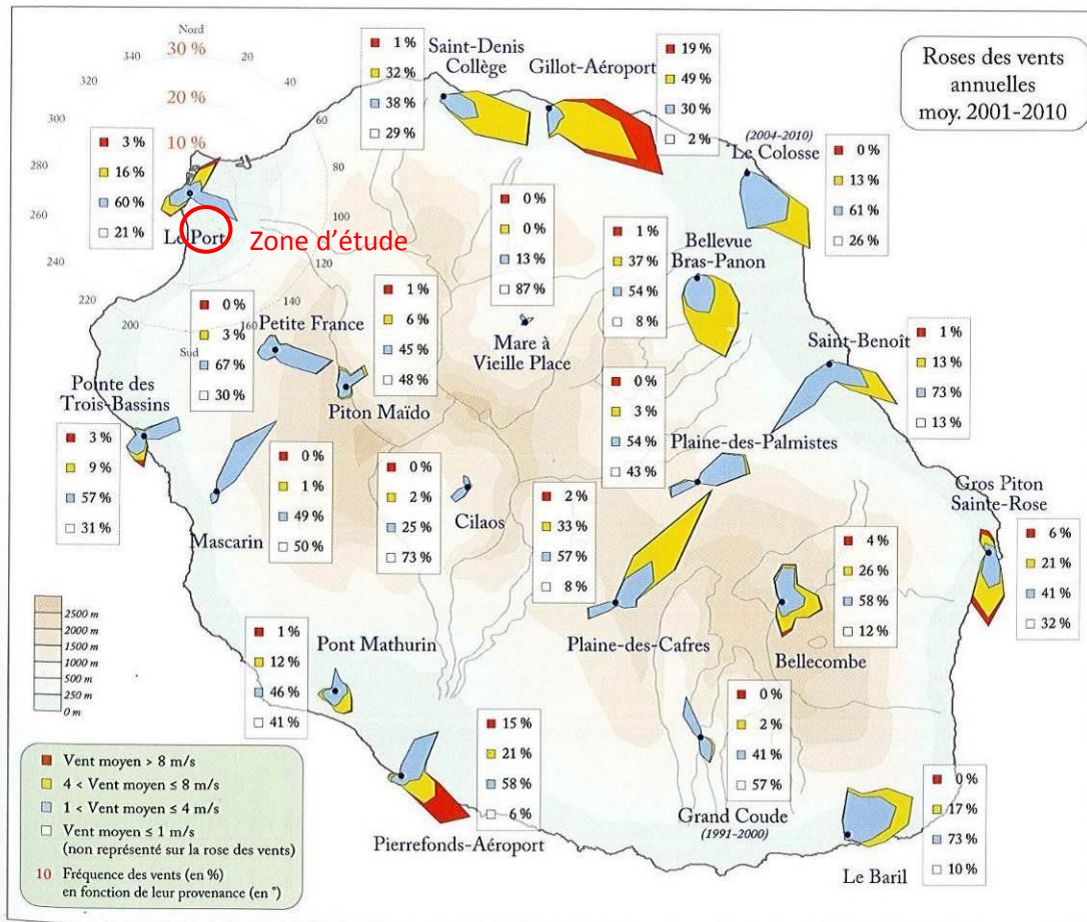 Roses des vents
annuelles
moy. 2001-2010
Nord
30 %
20 %
10 %
340
320
300
280
260
240
220
200
Sud
160
140
120
100
80
60
40
20
Le Port
3 %
16 %
60 %
21 %
Zone d'étude
Saint-Denis
Collège
1 %
32 %
38 %
29 %
Gillot-Aéroport
19 %
49 %
30 %
2 %
(2004-2010)
Le Colosse
0 %
13 %
61 %
26 %
Mare à
Vieille Place
0 %
0 %
13 %
87 %
Bellevue
Bras-Panon
1 %
37 %
54 %
8 %
Petite France
0 %
3 %
67 %
30 %
Piton Maïdo
1 %
6 %
45 %
48 %
Saint-Benoît
1 %
13 %
73 %
13 %
Pointe des
Trois-Bassins
3 %
9 %
57 %
31 %
Mascarin
0 %
1 %
49 %
50 %
Cilaos
0 %
2 %
25 %
73 %
Plaine-des-Palmistes
0 %
3 %
54 %
43 %
Plaine-des-Cafres
2 %
33 %
57 %
8 %
Gros Piton
Sainte-Rose
6 %
21 %
41 %
32 %
Bellecombe
4 %
26 %
58 %
12 %
Pont Mathurin
1 %
12 %
46 %
41 %
Pierrefonds-Aéroport
15 %
21 %
58 %
6 %
Grand Coude
(1991-2000)
0 %
2 %
41 %
57 %
Le Baril
0 %
17 %
73 %
10 %
2500 m
2000 m
1500 m
1000 m
500 m
250 m
0 m
Vent moyen > 8 m/s
4 < Vent moyen ≤ 8 m/s
1 < Vent moyen ≤ 4 m/s
Vent moyen ≤ 1 m/s
(non représenté sur la rose des vents)
10 Fréquence des vents (en %)
en fonction de leur provenance (en °)